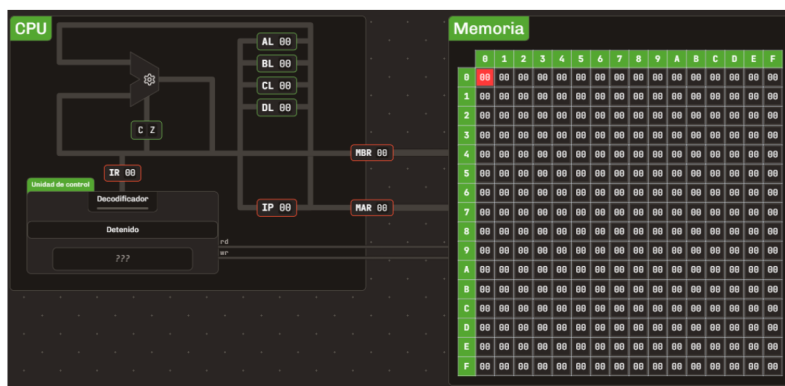 CPU
AL 00
BL 00
CL 00
DL 00
C Z
MBR 00
IR 00
Unidad de control
Decodificador
IP 00
MAR 00
Detenido
rd
wr
???
Memoria
0 1 2 3 4 5 6 7 8 9 A B C D E F
0 00 00 00 00 00 00 00 00 00 00 00 00 00 00 00 00
1 00 00 00 00 00 00 00 00 00 00 00 00 00 00 00 00
2 00 00 00 00 00 00 00 00 00 00 00 00 00 00 00 00
3 00 00 00 00 00 00 00 00 00 00 00 00 00 00 00 00
4 00 00 00 00 00 00 00 00 00 00 00 00 00 00 00 00
5 00 00 00 00 00 00 00 00 00 00 00 00 00 00 00 00
6 00 00 00 00 00 00 00 00 00 00 00 00 00 00 00 00
7 00 00 00 00 00 00 00 00 00 00 00 00 00 00 00 00
8 00 00 00 00 00 00 00 00 00 00 00 00 00 00 00 00
9 00 00 00 00 00 00 00 00 00 00 00 00 00 00 00 00
A 00 00 00 00 00 00 00 00 00 00 00 00 00 00 00 00
B 00 00 00 00 00 00 00 00 00 00 00 00 00 00 00 00
C 00 00 00 00 00 00 00 00 00 00 00 00 00 00 00 00
D 00 00 00 00 00 00 00 00 00 00 00 00 00 00 00 00
E 00 00 00 00 00 00 00 00 00 00 00 00 00 00 00 00
F 00 00 00 00 00 00 00 00 00 00 00 00 00 00 00 00